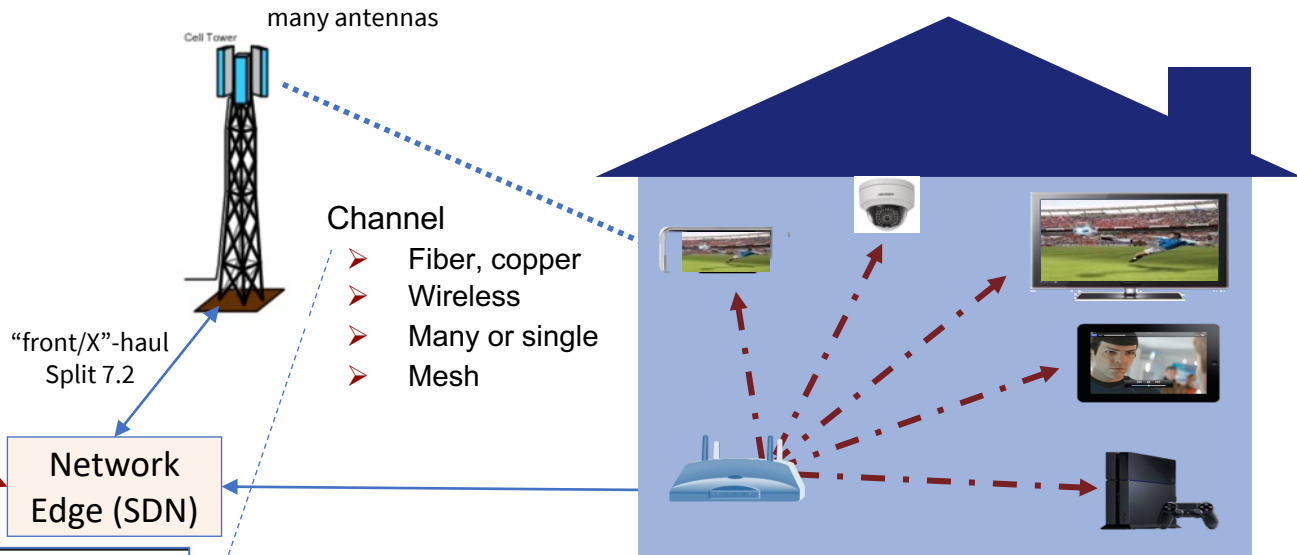 many antennas
Cell Tower
Channel
➢ Fiber, copper
➢ Wireless
➢ Many or single
➢ Mesh
“front/X”-haul
Split 7.2
Network
Edge (SDN)